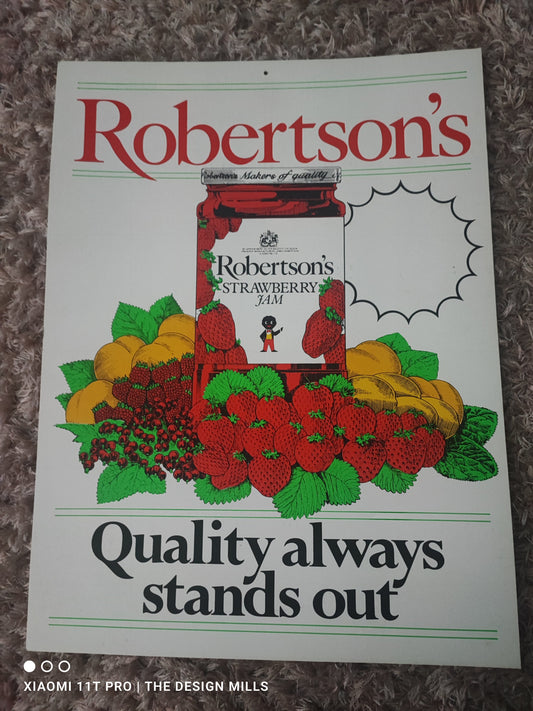 Robertson's
Makers of quality
Robertson's
STRAWBERRY
JAM
Quality always
stands out
XIAOMI 11T PRO | THE DESIGN MILLS